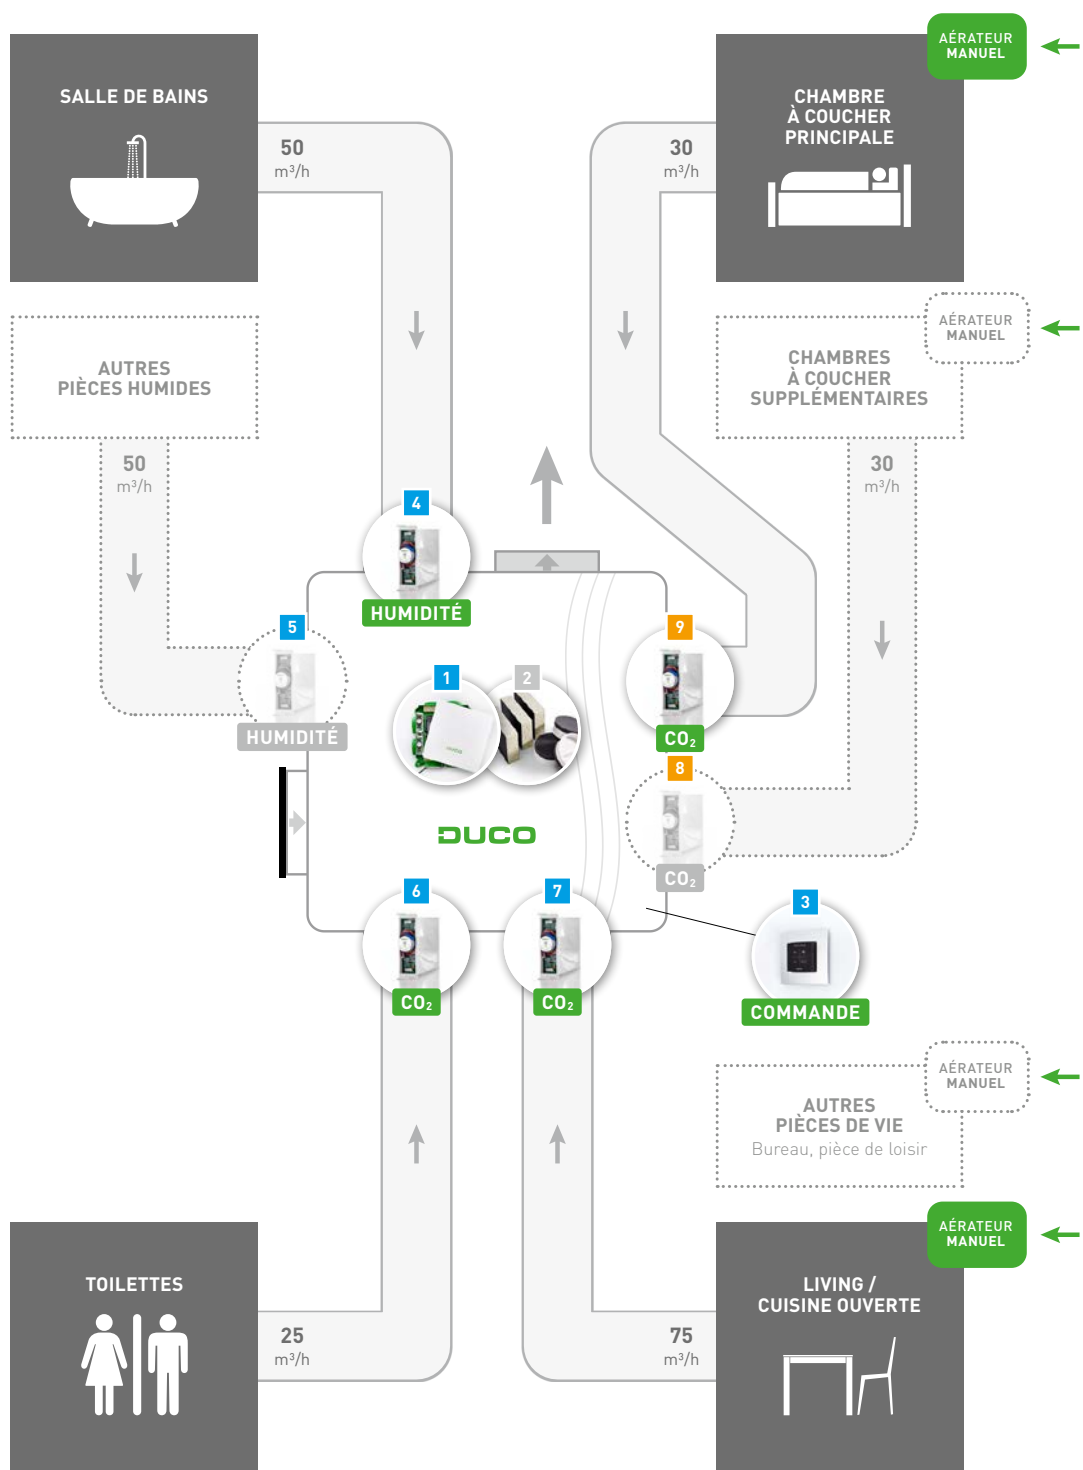 AÉRATEUR
MANUEL
SALLE DE BAINS
CHAMBRE
À COUCHER
PRINCIPALE
50
m³/h
30
m³/h
AÉRATEUR
MANUEL
AUTRES
PIÈCES HUMIDES
CHAMBRES
À COUCHER
SUPPLÉMENTAIRES
50
m³/h
30
m³/h
4
HUMIDITÉ
5
HUMIDITÉ
9
CO₂
1
2
8
CO₂
DUCO
6
CO₂
7
CO₂
3
COMMANDE
AÉRATEUR
MANUEL
AUTRES
PIÈCES DE VIE
Bureau, pièce de loisir
AÉRATEUR
MANUEL
TOILETTES
LIVING /
CUISINE OUVERTE
25
m³/h
75
m³/h